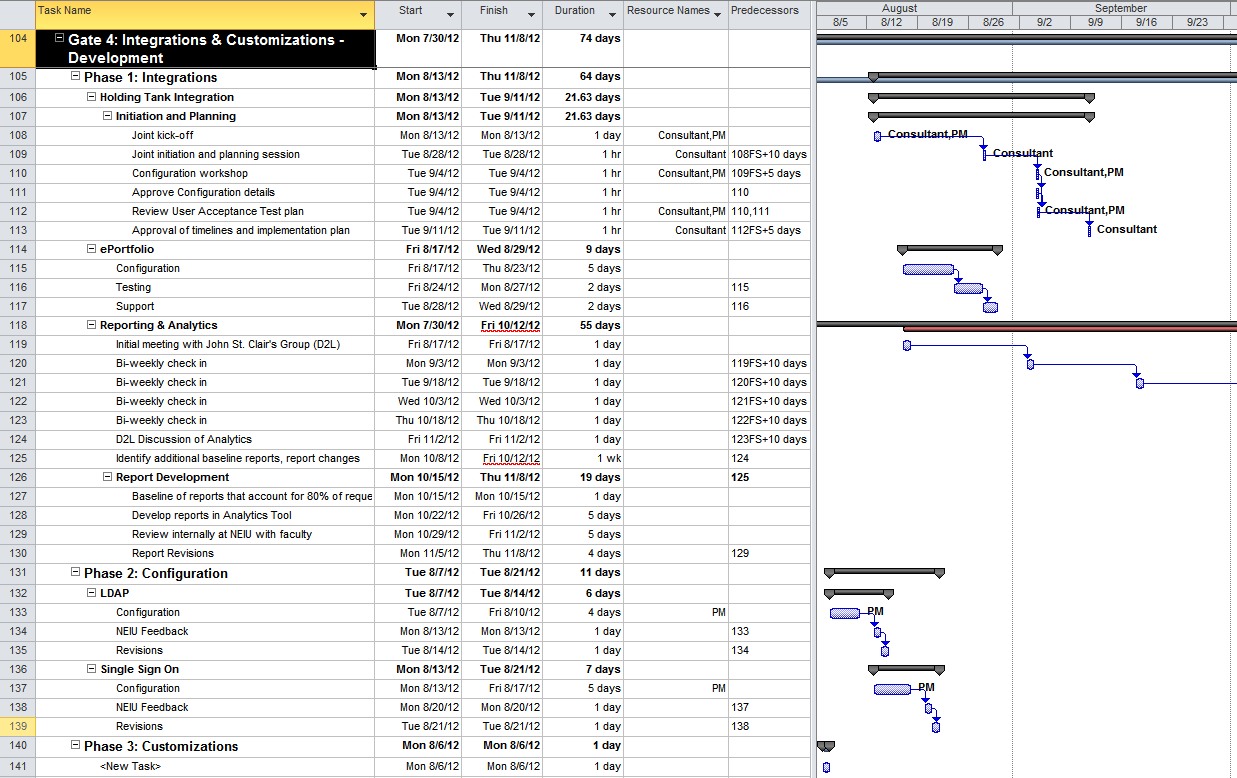 Task Name Start Finish Duration Resource Names Predecessors August September
8/5 8/12 8/19 8/26 9/2 9/9 9/16 9/23
104 Gate 4: Integrations & Customizations - Development Mon 7/30/12 Thu 11/8/12 74 days
105 Phase 1: Integrations Mon 8/13/12 Thu 11/8/12 64 days
106 Holding Tank Integration Mon 8/13/12 Tue 9/11/12 21.63 days
107 Initiation and Planning Mon 8/13/12 Tue 9/11/12 21.63 days
108 Joint kick-off Mon 8/13/12 Mon 8/13/12 1 day Consultant,PM Consultant,PM
109 Joint initiation and planning session Tue 8/28/12 Tue 8/28/12 1 hr Consultant 108FS+10 days Consultant
110 Configuration workshop Tue 9/4/12 Tue 9/4/12 1 hr Consultant,PM 109FS+5 days Consultant,PM
111 Approve Configuration details Tue 9/4/12 Tue 9/4/12 1 hr 110
112 Review User Acceptance Test plan Tue 9/4/12 Tue 9/4/12 1 hr Consultant,PM 110,111 Consultant,PM
113 Approval of timelines and implementation plan Tue 9/11/12 Tue 9/11/12 1 hr Consultant 112FS+5 days Consultant
114 ePortfolio Fri 8/17/12 Wed 8/29/12 9 days
115 Configuration Fri 8/17/12 Thu 8/23/12 5 days
116 Testing Fri 8/24/12 Mon 8/27/12 2 days 115
117 Support Tue 8/28/12 Wed 8/29/12 2 days 116
118 Reporting & Analytics Mon 7/30/12 Fri 10/12/12 55 days
119 Initial meeting with John St. Clair's Group (D2L) Fri 8/17/12 Fri 8/17/12 1 day
120 Bi-weekly check in Mon 9/3/12 Mon 9/3/12 1 day 119FS+10 days
121 Bi-weekly check in Tue 9/18/12 Tue 9/18/12 1 day 120FS+10 days
122 Bi-weekly check in Wed 10/3/12 Wed 10/3/12 1 day 121FS+10 days
123 Bi-weekly check in Thu 10/18/12 Thu 10/18/12 1 day 122FS+10 days
124 D2L Discussion of Analytics Fri 11/2/12 Fri 11/2/12 1 day 123FS+10 days
125 Identify additional baseline reports, report changes Mon 10/8/12 Fri 10/12/12 1 wk 124
126 Report Development Mon 10/15/12 Thu 11/8/12 19 days 125
127 Baseline of reports that account for 80% of reque Mon 10/15/12 Mon 10/15/12 1 day
128 Develop reports in Analytics Tool Mon 10/22/12 Fri 10/26/12 5 days
129 Review internally at NEIU with faculty Mon 10/29/12 Fri 11/2/12 5 days
130 Report Revisions Mon 11/5/12 Thu 11/8/12 4 days 129
131 Phase 2: Configuration Tue 8/7/12 Tue 8/21/12 11 days
132 LDAP Tue 8/7/12 Tue 8/14/12 6 days
133 Configuration Tue 8/7/12 Fri 8/10/12 4 days PM PM
134 NEIU Feedback Mon 8/13/12 Mon 8/13/12 1 day 133
135 Revisions Tue 8/14/12 Tue 8/14/12 1 day 134
136 Single Sign On Mon 8/13/12 Tue 8/21/12 7 days
137 Configuration Mon 8/13/12 Fri 8/17/12 5 days PM PM
138 NEIU Feedback Mon 8/20/12 Mon 8/20/12 1 day 137
139 Revisions Tue 8/21/12 Tue 8/21/12 1 day 138
140 Phase 3: Customizations Mon 8/6/12 Mon 8/6/12 1 day
141 <New Task> Mon 8/6/12 Mon 8/6/12 1 day